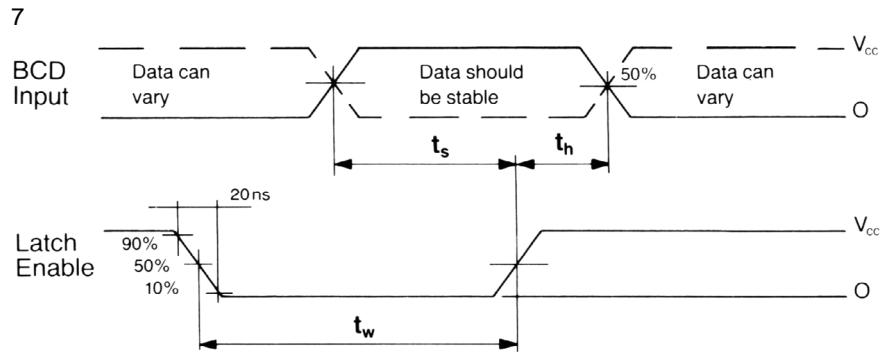 7
BCD
Input
Data can
vary
Data should
be stable
50%
Data can
vary
Vcc
O
ts
th
20ns
Latch
Enable
90%
50%
10%
Vcc
O
tw